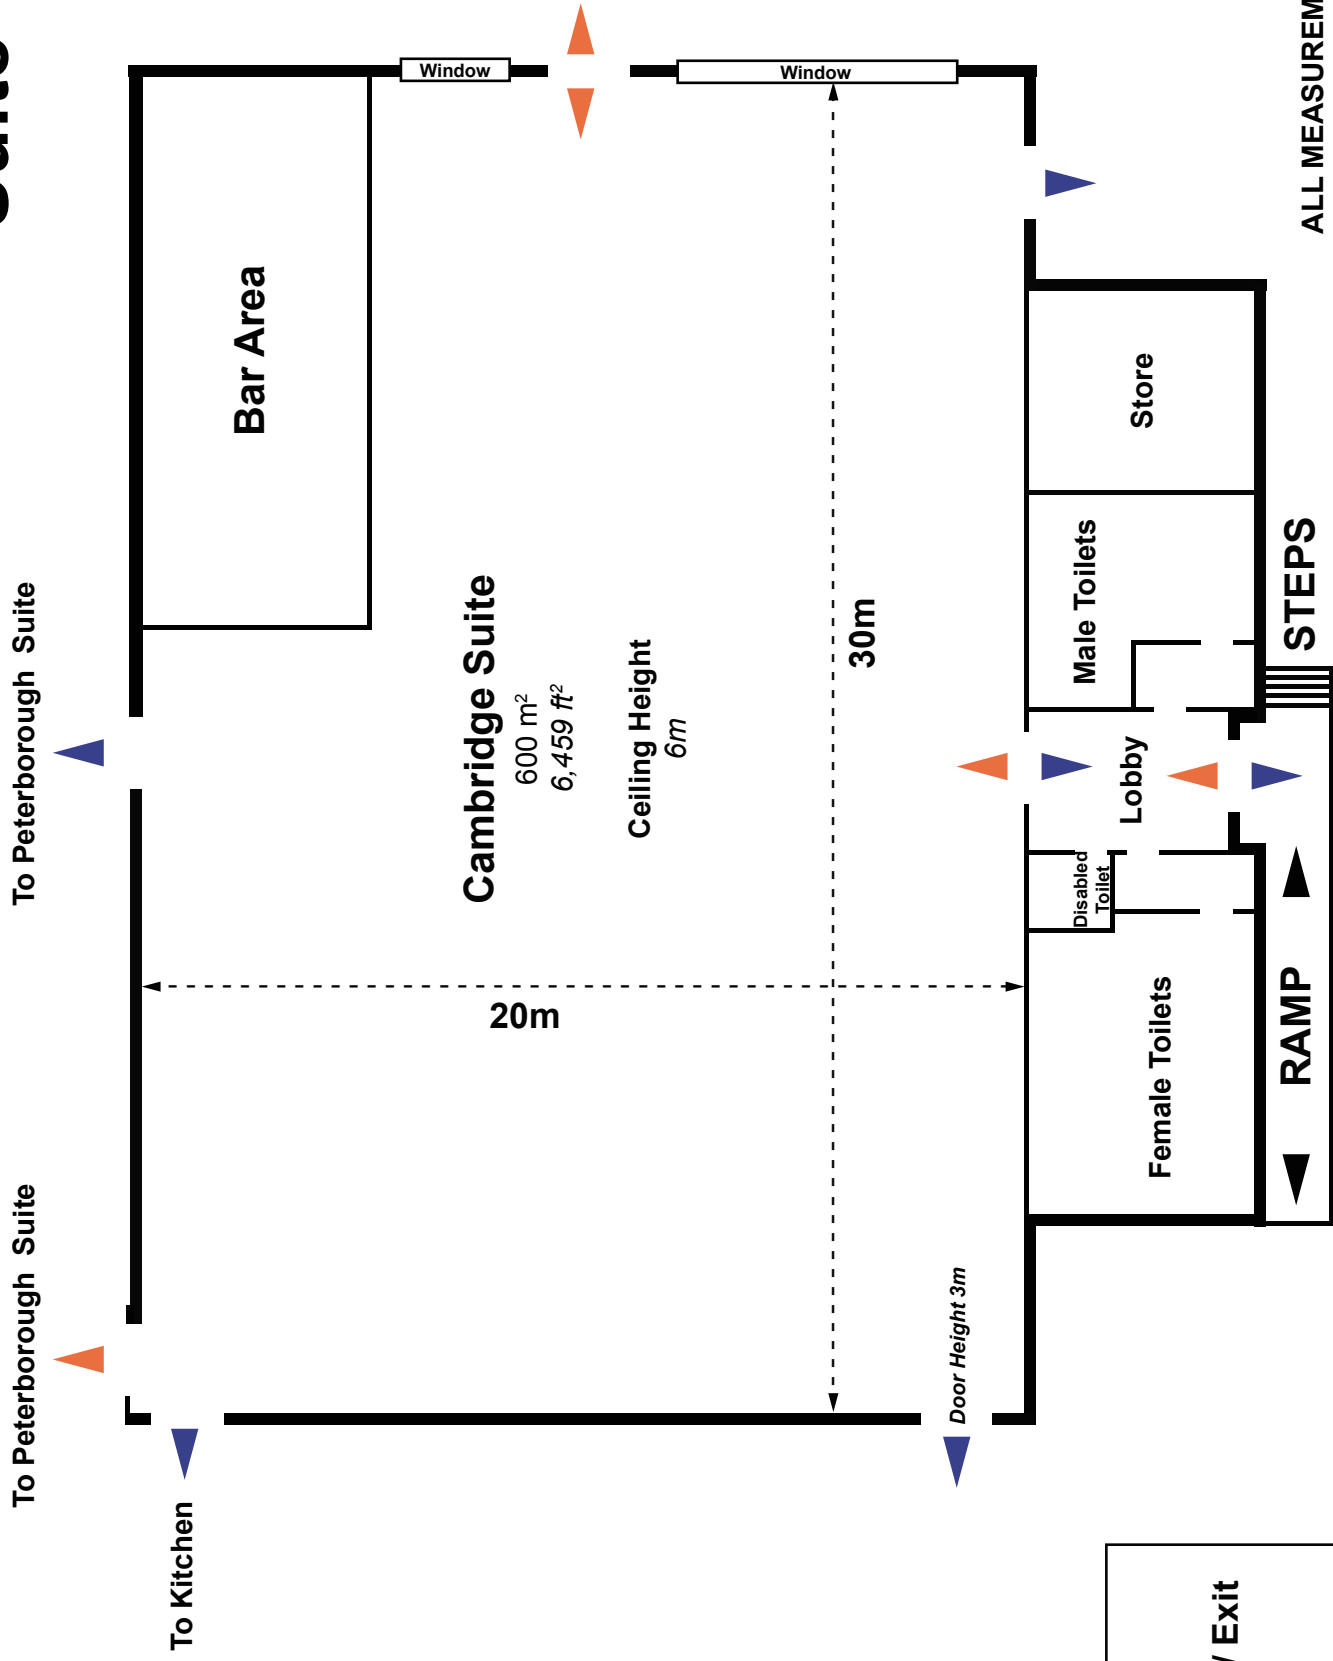 To Peterborough Suite
To Peterborough Suite
To Kitchen
Window
Window
Bar Area
Cambridge Suite
600 m²
6,459 ft²
Ceiling Height
6m
30m
20m
Door Height 3m
Store
Male Toilets
Lobby
Disabled
Toilet
Female Toilets
STEPS
RAMP
/ Exit
ALL MEASUREM